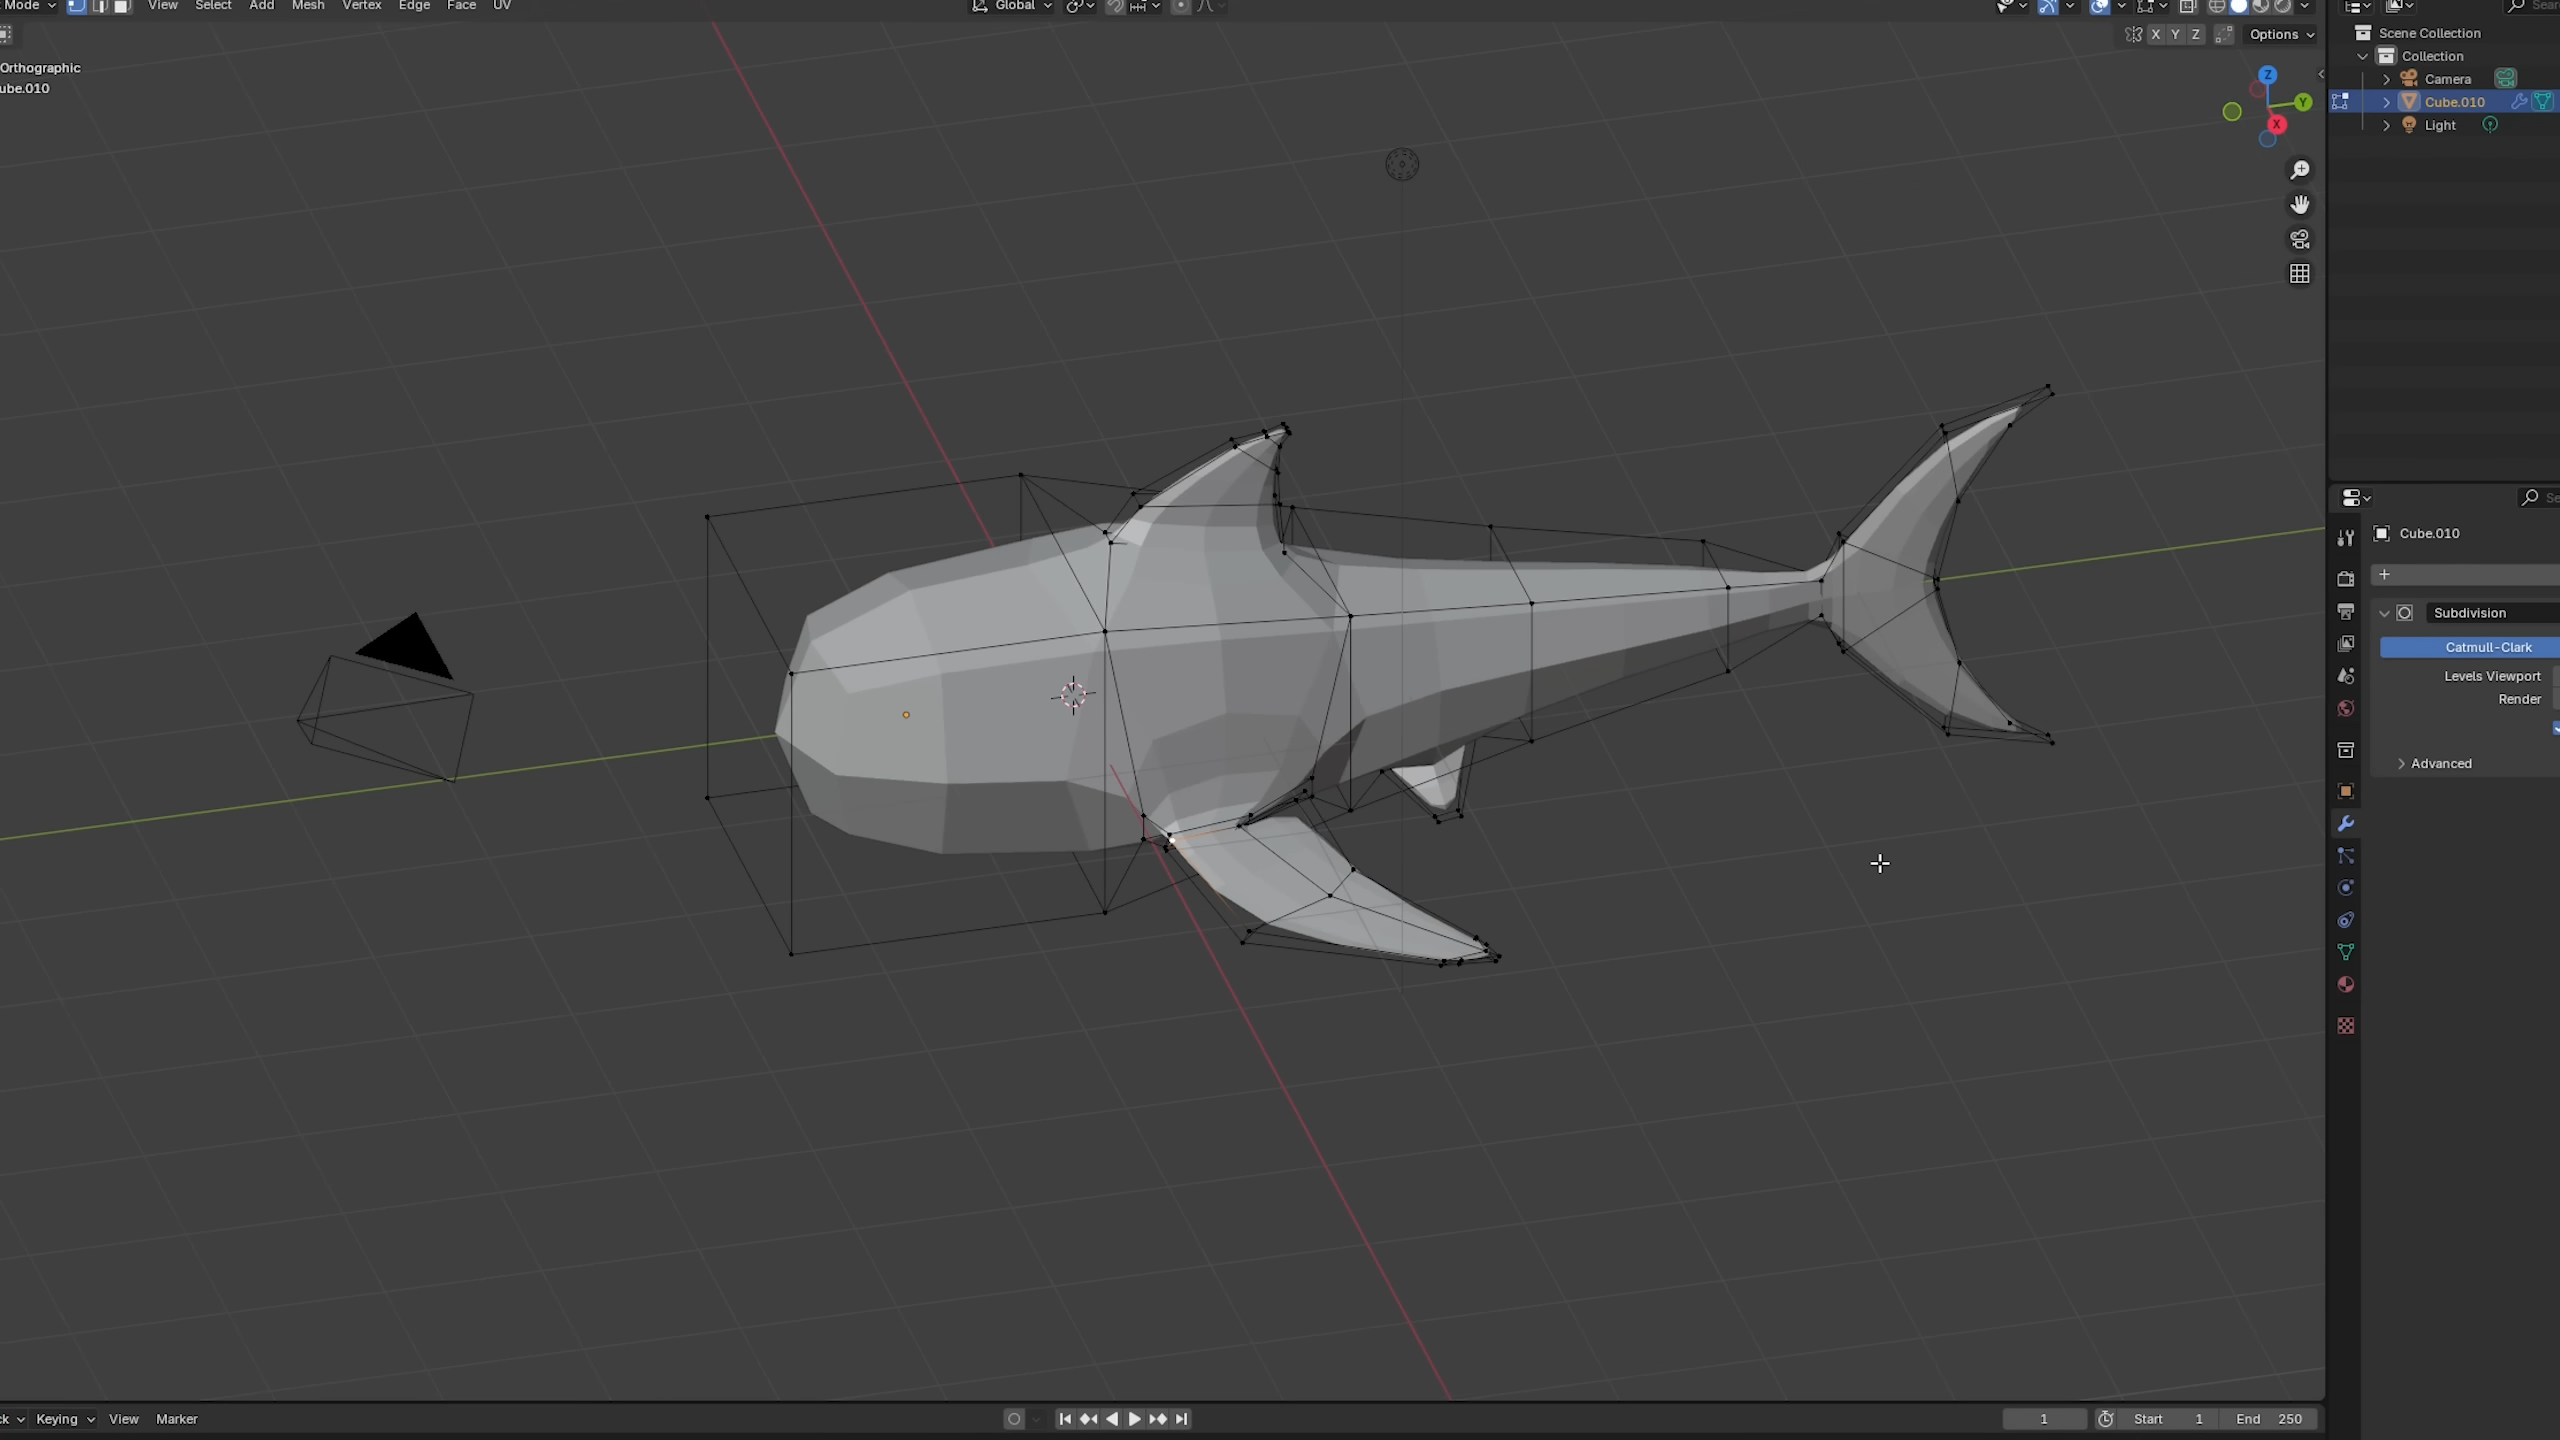 Mode View Select Add Mesh Vertex Edge Face UV Global
X Y Z Options
Orthographic
ube.010
Z
Y
X
Scene Collection
Collection
Camera
Cube.010
Light
Cube.010
Subdivision
Catmull-Clark
Levels Viewport
Render
Advanced
Keying View Marker 1 Start 1 End 250